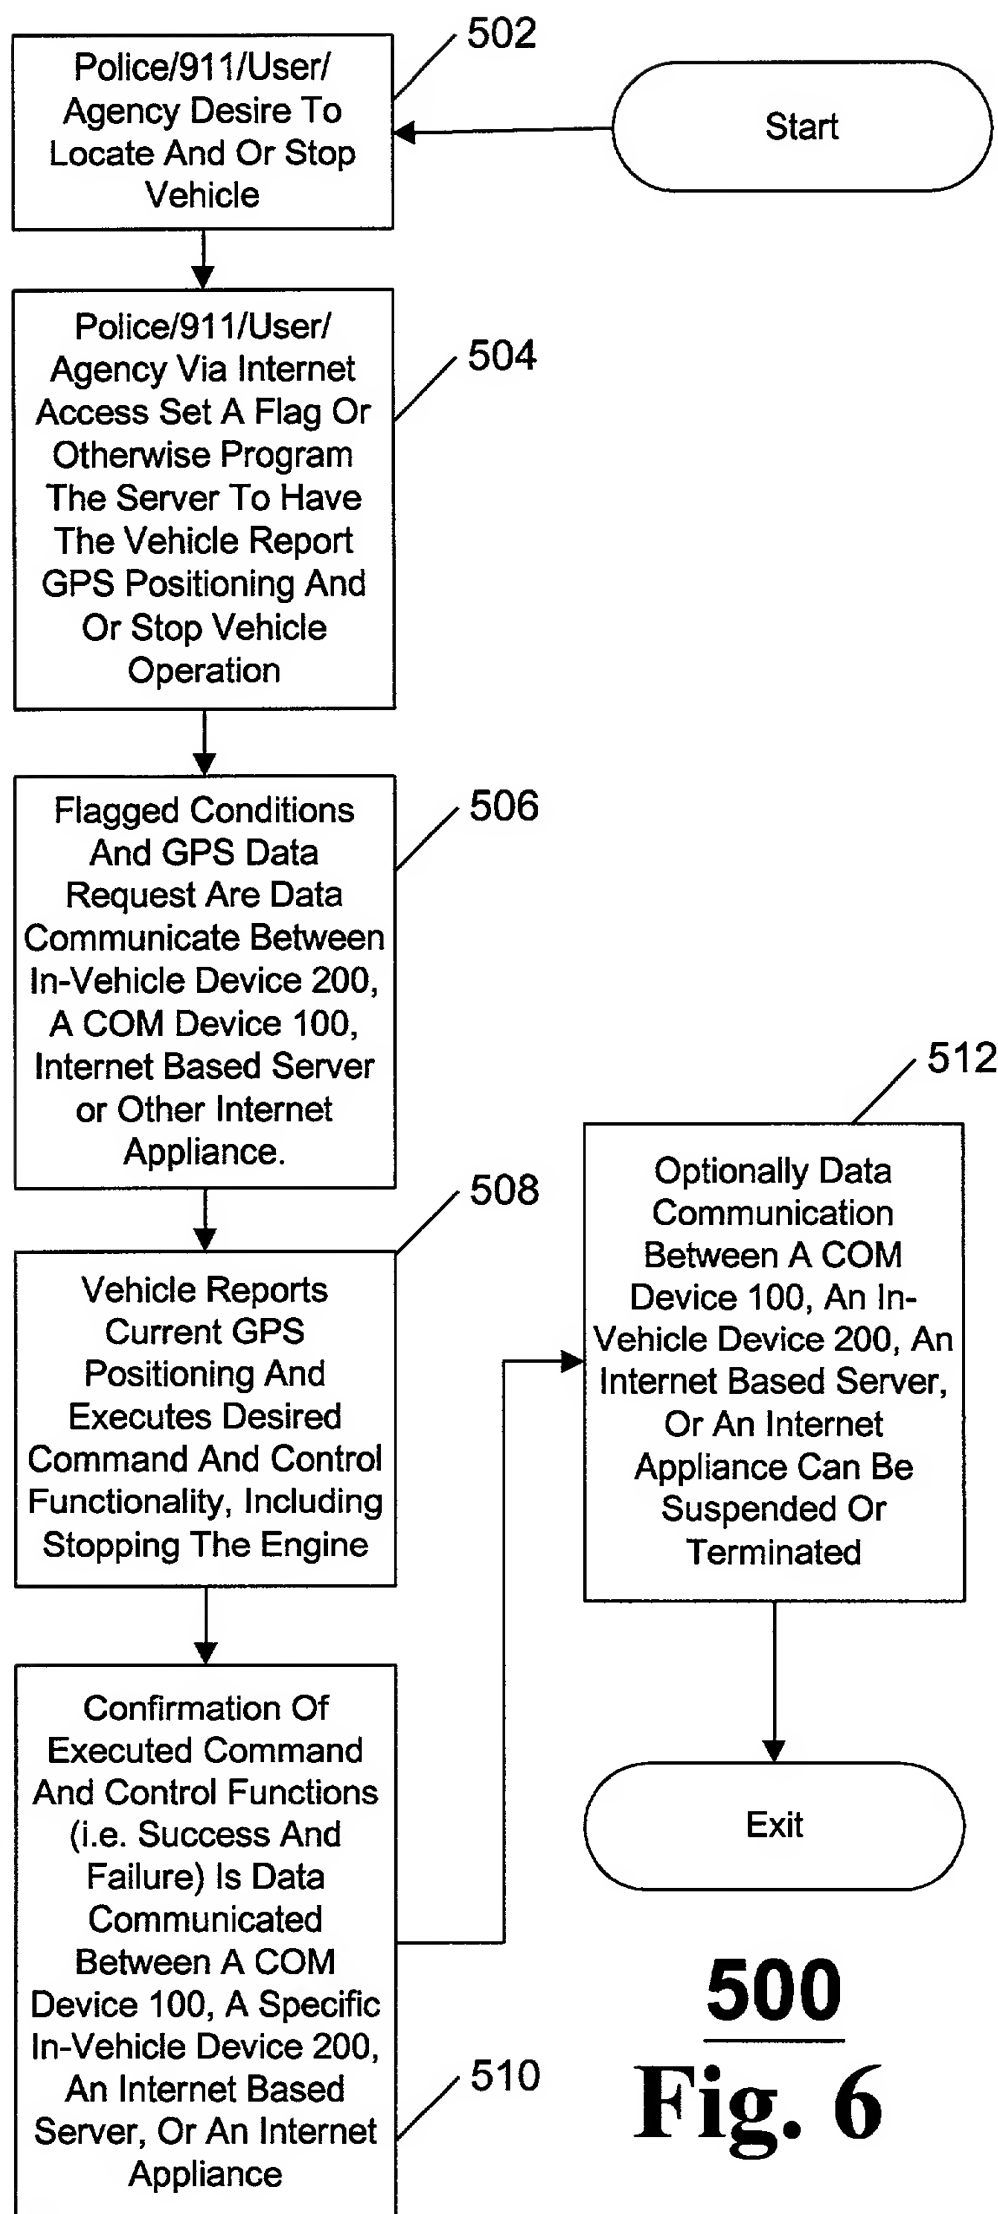 502
Police/911/User/
Agency Desire To
Locate And Or Stop
Vehicle
Start
Police/911/User/
Agency Via Internet
Access Set A Flag Or
Otherwise Program
The Server To Have
The Vehicle Report
GPS Positioning And
Or Stop Vehicle
Operation
504
Flagged Conditions
And GPS Data
Request Are Data
Communicate Between
In-Vehicle Device 200,
A COM Device 100,
Internet Based Server
or Other Internet
Appliance.
506
508
Vehicle Reports
Current GPS
Positioning And
Executes Desired
Command And Control
Functionality, Including
Stopping The Engine
Confirmation Of
Executed Command
And Control Functions
(i.e. Success And
Failure) Is Data
Communicated
Between A COM
Device 100, A Specific
In-Vehicle Device 200,
An Internet Based
Server, Or An Internet
Appliance
510
512
Optionally Data
Communication
Between A COM
Device 100, An In-
Vehicle Device 200, An
Internet Based Server,
Or An Internet
Appliance Can Be
Suspended Or
Terminated
Exit
500
Fig. 6